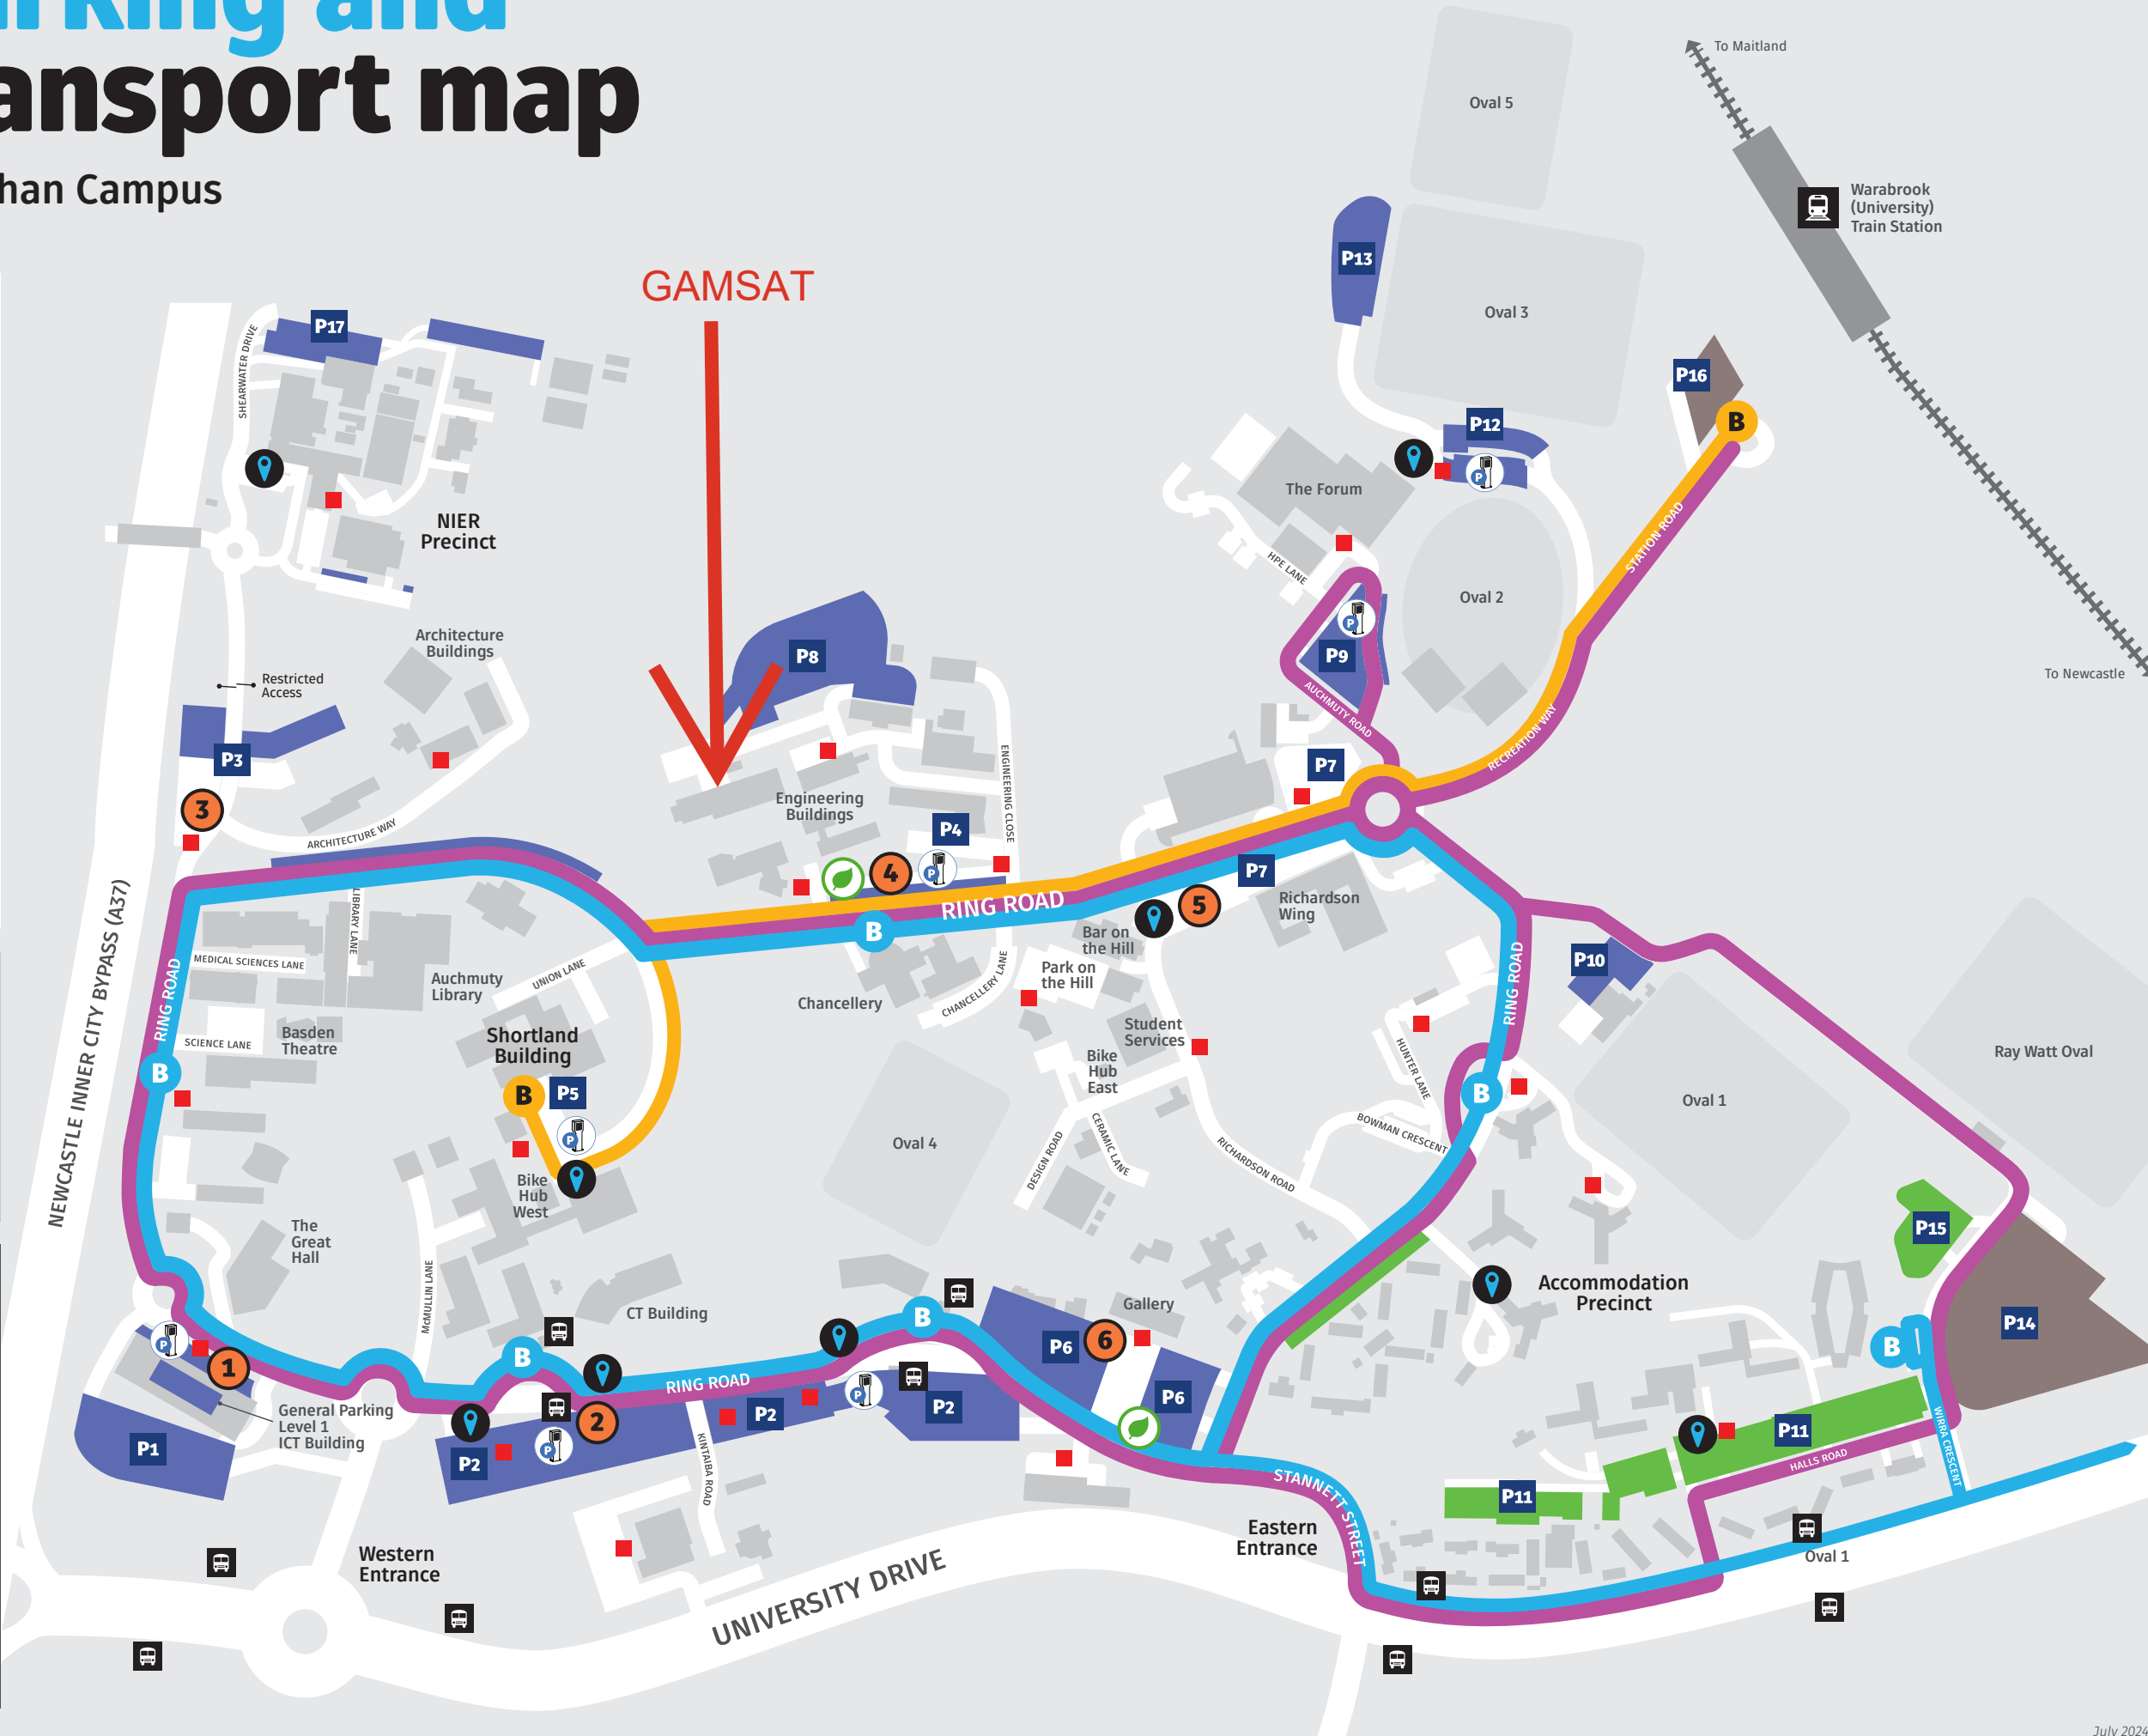 rking and
ansport map
han Campus
To Maitland
Warabrook
(University)
Train Station
To Newcastle
Oval 5
Oval 3
P13
P16
B
P12
The Forum
HPE LANE
Oval 2
STATION ROAD
RECREATION WAY
P9
AUCHMUTY ROAD
P7
GAMSAT
P17
SHEARWATER DRIVE
NIER
Precinct
Architecture
Buildings
Restricted
Access
P3
3
ARCHITECTURE WAY
P8
Engineering
Buildings
ENGINEERING CLOSE
P4
4
P
RING ROAD
B
5
P7
Richardson
Wing
Bar on
the Hill
Park on
the Hill
Chancellery
CHANCELLERY LANE
Student
Services
Bike
Hub
East
NEWCASTLE INNER CITY BYPASS (A37)
RING ROAD
B
LIBRARY LANE
MEDICAL SCIENCES LANE
SCIENCE LANE
Basden
Theatre
Auchmuty
Library
UNION LANE
Shortland
Building
B
P5
P
Bike
Hub
West
The
Great
Hall
McMULLIN LANE
CT Building
Oval 4
DESIGN ROAD
CERAMIC LANE
RICHARDSON ROAD
HUNTER LANE
BOWMAN CRESCENT
RING ROAD
B
P10
Oval 1
Ray Watt Oval
P15
P14
Accommodation
Precinct
B
WIRRA CRESCENT
P11
HALLS ROAD
P11
Oval 1
P
1
General Parking
Level 1
ICT Building
P1
B
RING ROAD
2
P2
P
P2
KINTAIBA ROAD
B
P
P2
P6
6
Gallery
P6
STANNETT STREET
Eastern
Entrance
Western
Entrance
UNIVERSITY DRIVE
P
P
July 2024